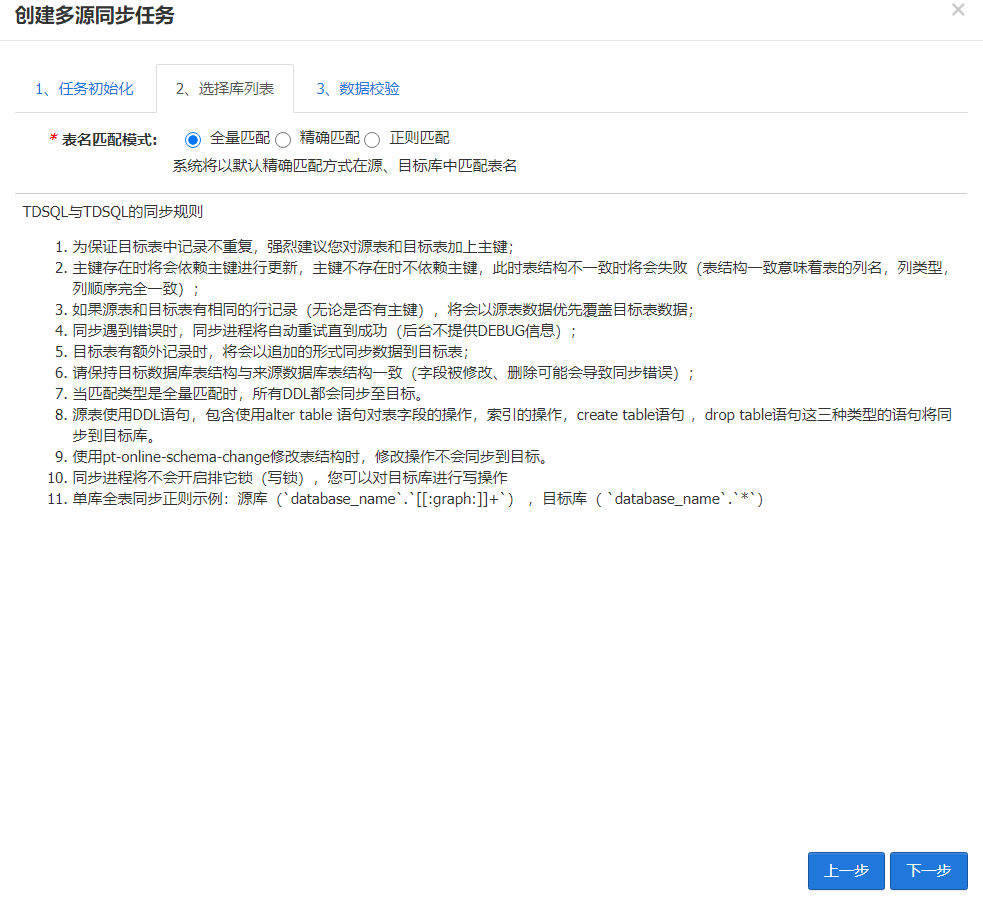 创建多源同步任务 ×
1、任务初始化 2、选择库列表 3、数据校验
* 表名匹配模式: 全量匹配 精确匹配 正则匹配
系统将以默认精确匹配方式在源、目标库中匹配表名
TDSQL与TDSQL的同步规则
1. 为保证目标表中记录不重复，强烈建议您对源表和目标表加上主键；
2. 主键存在时将会依赖主键进行更新，主键不存在时不依赖主键，此时表结构不一致时将会失败（表结构一致意味着表的列名，列类型，
列顺序完全一致）；
3. 如果源表和目标表有相同的行记录（无论是否有主键），将会以源表数据优先覆盖目标表数据；
4. 同步遇到错误时，同步进程将自动重试直到成功（后台不提供DEBUG信息）；
5. 目标表有额外记录时，将会以追加的形式同步数据到目标表；
6. 请保持目标数据库表结构与来源数据库表结构一致（字段被修改、删除可能会导致同步错误）；
7. 当匹配类型是全量匹配时，所有DDL都会同步至目标。
8. 源表使用DDL语句，包含使用alter table 语句对表字段的操作，索引的操作，create table语句 ，drop table语句这三种类型的语句将同
步到目标库。
9. 使用pt-online-schema-change修改表结构时，修改操作不会同步到目标。
10. 同步进程将不会开启排它锁（写锁），您可以对目标库进行写操作
11. 单库全表同步正则示例：源库（`database_name`.`[[:graph:]]+`） ，目标库（ `database_name`.`*`）
上一步 下一步